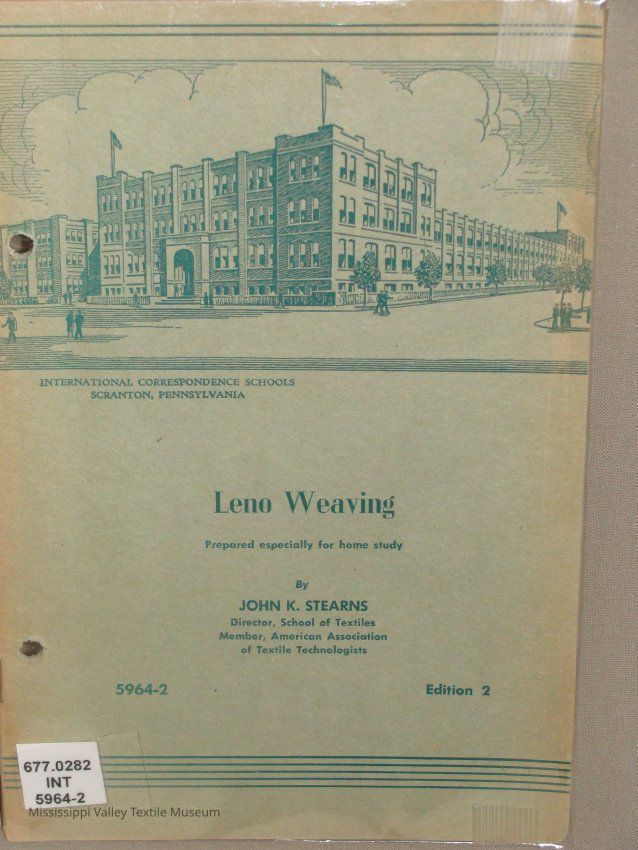 INTERNATIONAL CORRESPONDENCE SCHOOLS
SCRANTON, PENNSYLVANIA
Leno Weaving
Prepared especially for home study
By
JOHN K. STEARNS
Director, School of Textiles
Member, American Association
of Textile Technologists
5964-2 Edition 2
677.0282
INT
5964-2
Mississippi Valley Textile Museum